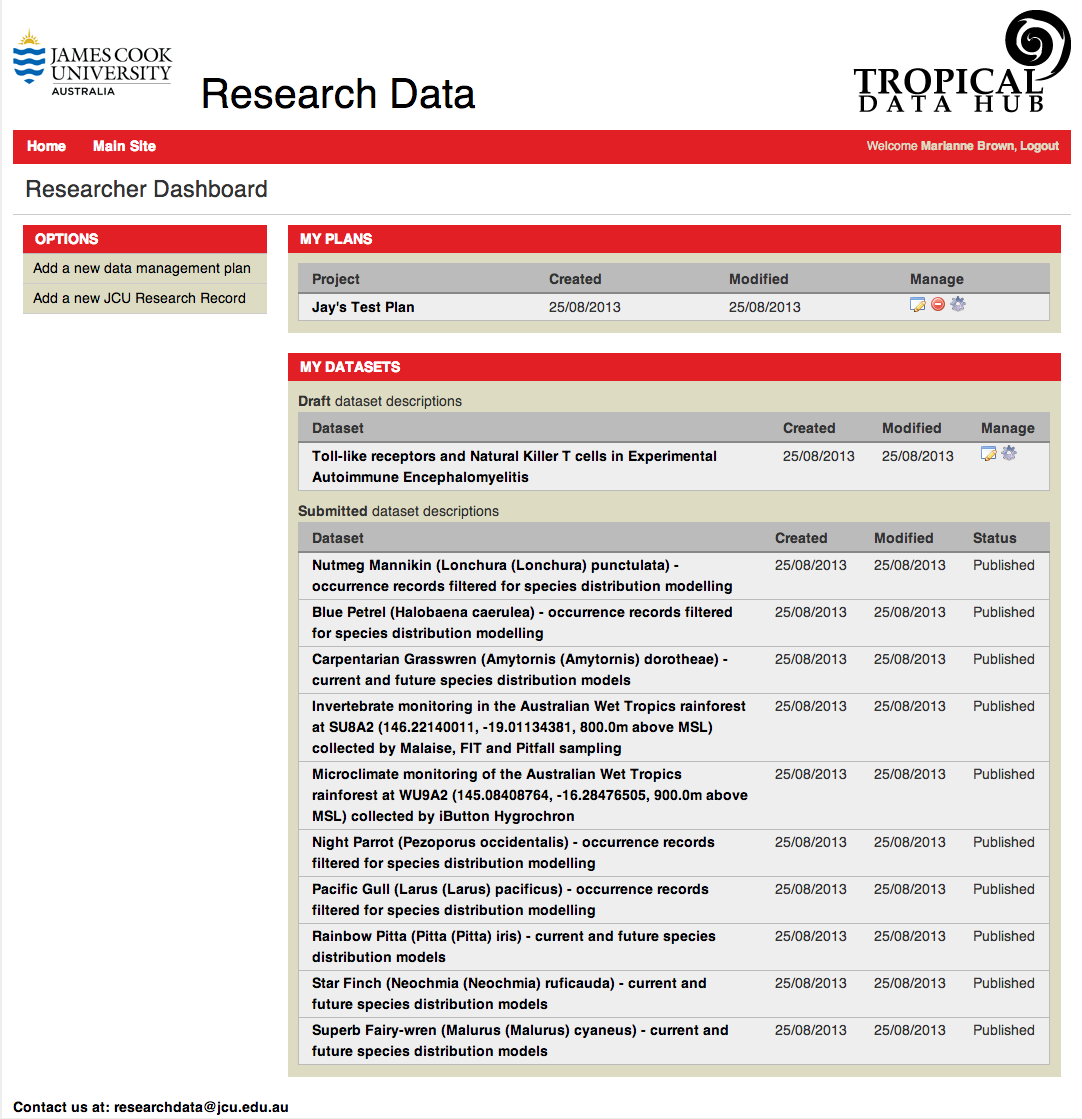 JAMES COOK
UNIVERSITY
AUSTRALIA
Research Data
TROPICAL
DATA HUB
Home Main Site Welcome Marianne Brown, Logout
Researcher Dashboard
OPTIONS
Add a new data management plan
Add a new JCU Research Record
MY PLANS
Project Created Modified Manage
Jay's Test Plan 25/08/2013 25/08/2013
MY DATASETS
Draft dataset descriptions
Dataset Created Modified Manage
Toll-like receptors and Natural Killer T cells in Experimental 25/08/2013 25/08/2013
Autoimmune Encephalomyelitis
Submitted dataset descriptions
Dataset Created Modified Status
Nutmeg Mannikin (Lonchura (Lonchura) punctulata) - 25/08/2013 25/08/2013 Published
occurrence records filtered for species distribution modelling
Blue Petrel (Halobaena caerulea) - occurrence records filtered 25/08/2013 25/08/2013 Published
for species distribution modelling
Carpentarian Grasswren (Amytornis (Amytornis) dorotheae) - 25/08/2013 25/08/2013 Published
current and future species distribution models
Invertebrate monitoring in the Australian Wet Tropics rainforest 25/08/2013 25/08/2013 Published
at SU8A2 (146.22140011, -19.01134381, 800.0m above MSL)
collected by Malaise, FIT and Pitfall sampling
Microclimate monitoring of the Australian Wet Tropics 25/08/2013 25/08/2013 Published
rainforest at WU9A2 (145.08408764, -16.28476505, 900.0m above
MSL) collected by iButton Hygrochron
Night Parrot (Pezoporus occidentalis) - occurrence records 25/08/2013 25/08/2013 Published
filtered for species distribution modelling
Pacific Gull (Larus (Larus) pacificus) - occurrence records 25/08/2013 25/08/2013 Published
filtered for species distribution modelling
Rainbow Pitta (Pitta (Pitta) iris) - current and future species 25/08/2013 25/08/2013 Published
distribution models
Star Finch (Neochmia (Neochmia) ruficauda) - current and 25/08/2013 25/08/2013 Published
future species distribution models
Superb Fairy-wren (Malurus (Malurus) cyaneus) - current and 25/08/2013 25/08/2013 Published
future species distribution models
Contact us at: researchdata@jcu.edu.au